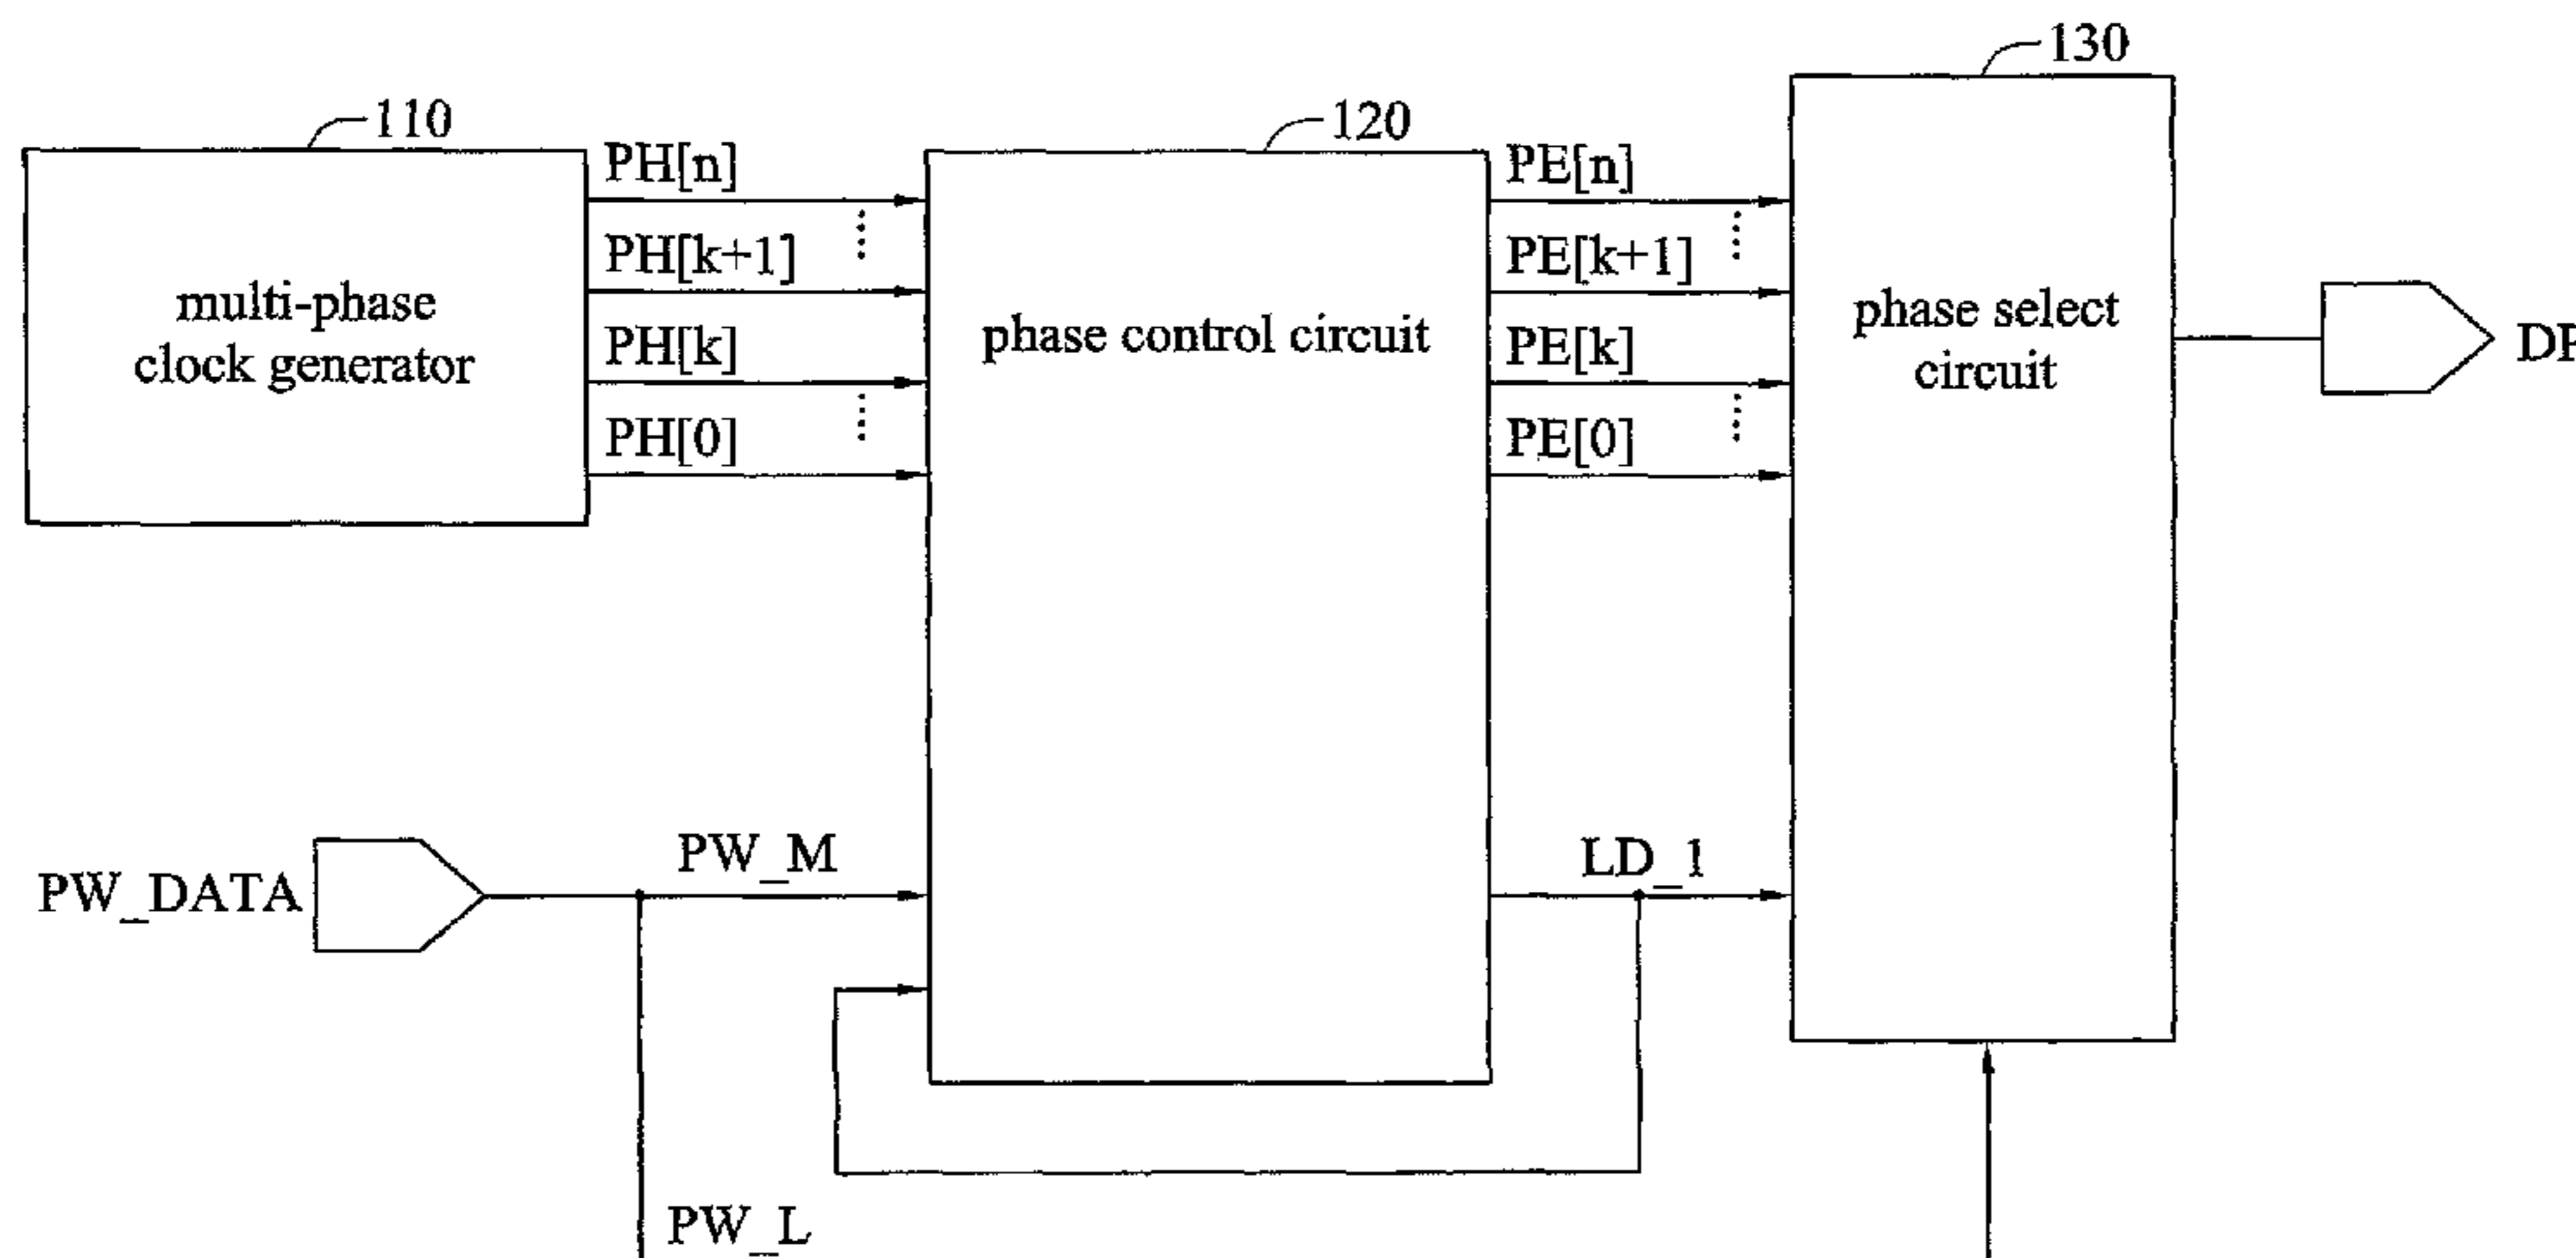 110
120
130
PH[n]
PH[k+1]
PH[k]
PH[0]
multi-phase
clock generator
phase control circuit
PE[n]
PE[k+1]
PE[k]
PE[0]
phase select
circuit
PW_DATA
PW_M
LD_1
PW_L